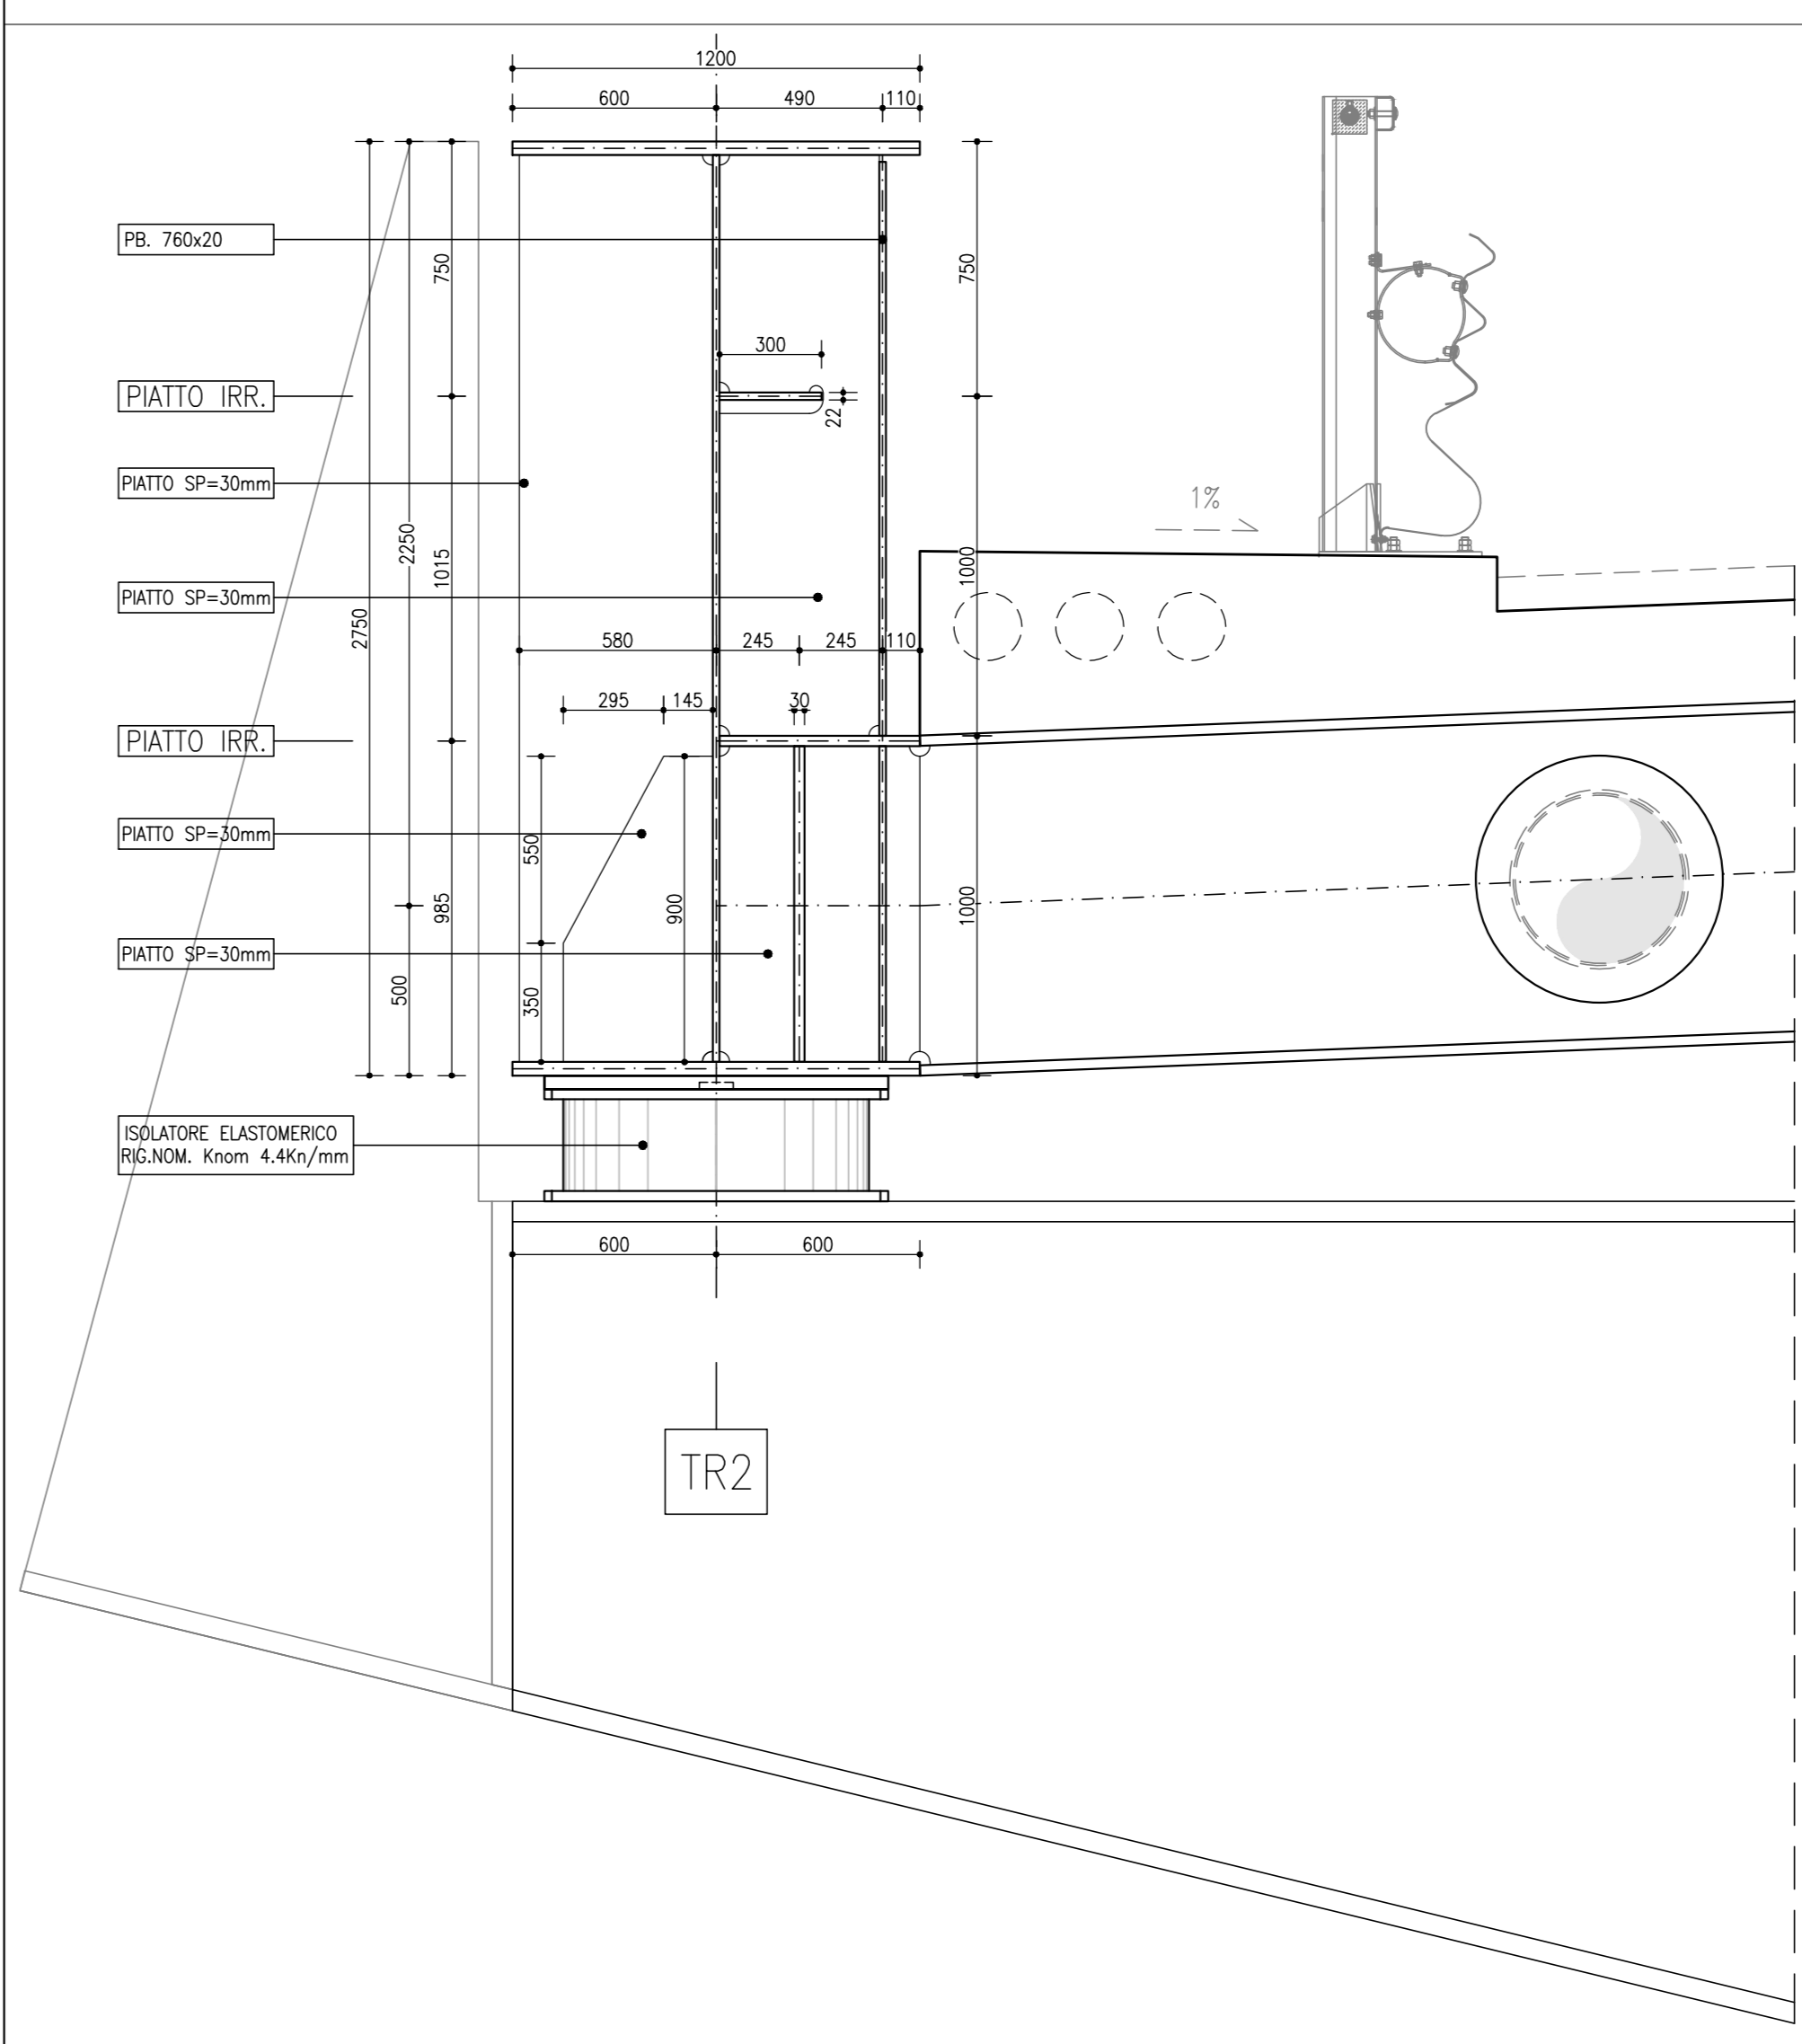 1200
600
490
110
PB. 760x20
750
750
300
PIATTO IRR.
22
PIATTO SP=30mm
1%
2250
1015
1000
PIATTO SP=30mm
2750
580
245
245
110
295
145
30
PIATTO IRR.
PIATTO SP=30mm
550
985
900
1000
PIATTO SP=30mm
500
350
ISOLATORE ELASTOMERICO
RIG.NOM. Knom 4.4Kn/mm
600
600
TR2